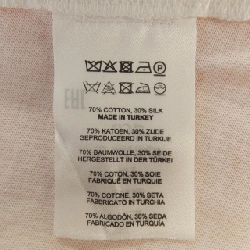 70% COTTON, 30% SILK
MADE IN TURKEY
70% KATOEN, 30% ZIJDE
GEPRODUCEERD IN TURKIJE
70% BAUMWOLLE, 30% SEIDE
HERGESTELLT IN DER TÜRKEI
70% COTON, 30% SOIE
FABRIQUÉ EN TURQUIE
70% COTONE, 30% SETA
FABBRICATO IN TURCHIA
70% ALGODÓN, 30% SEDA
FABRICADO EN TURQUÍA